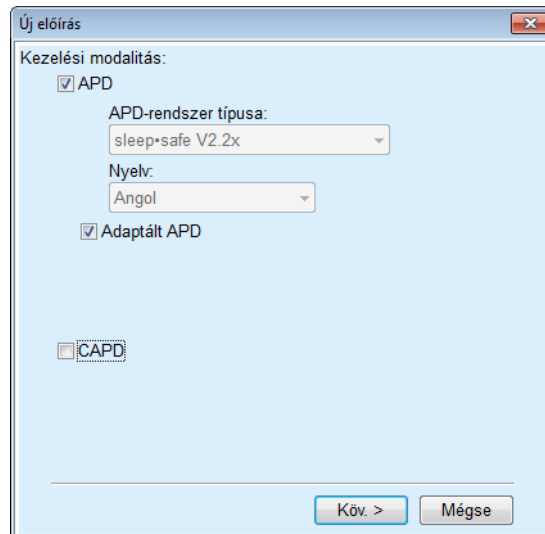 Új előírás
Kezelési modalitás:
APD
APD-rendszer típusa:
sleep•safe V2.2x
Nyelv:
Angol
Adaptált APD
CAPD
Köv. >
Mégse